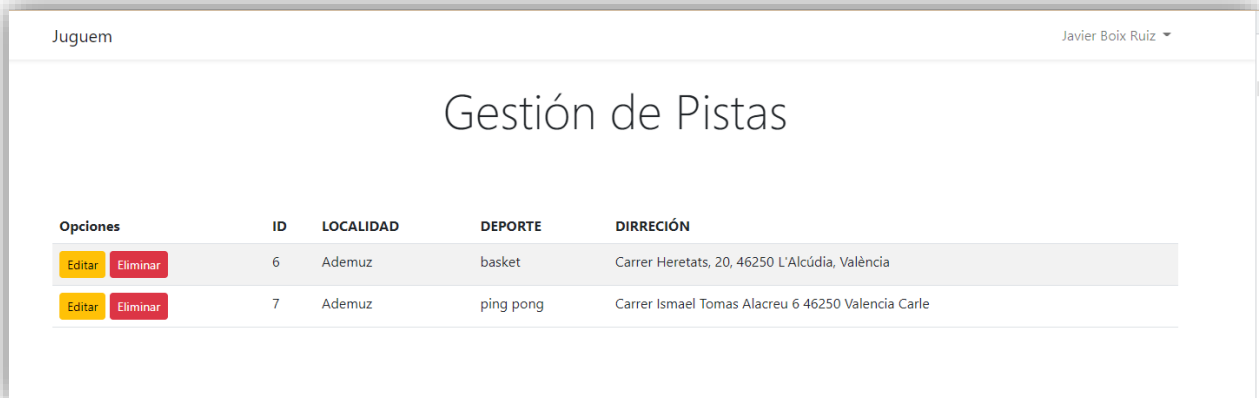 Juguem Javier Boix Ruiz
Gestión de Pistas
Opciones ID LOCALIDAD DEPORTE DIRRECIÓN
Editar Eliminar 6 Ademuz basket Carrer Heretats, 20, 46250 L'Alcúdia, València
Editar Eliminar 7 Ademuz ping pong Carrer Ismael Tomas Alacreu 6 46250 Valencia Carle